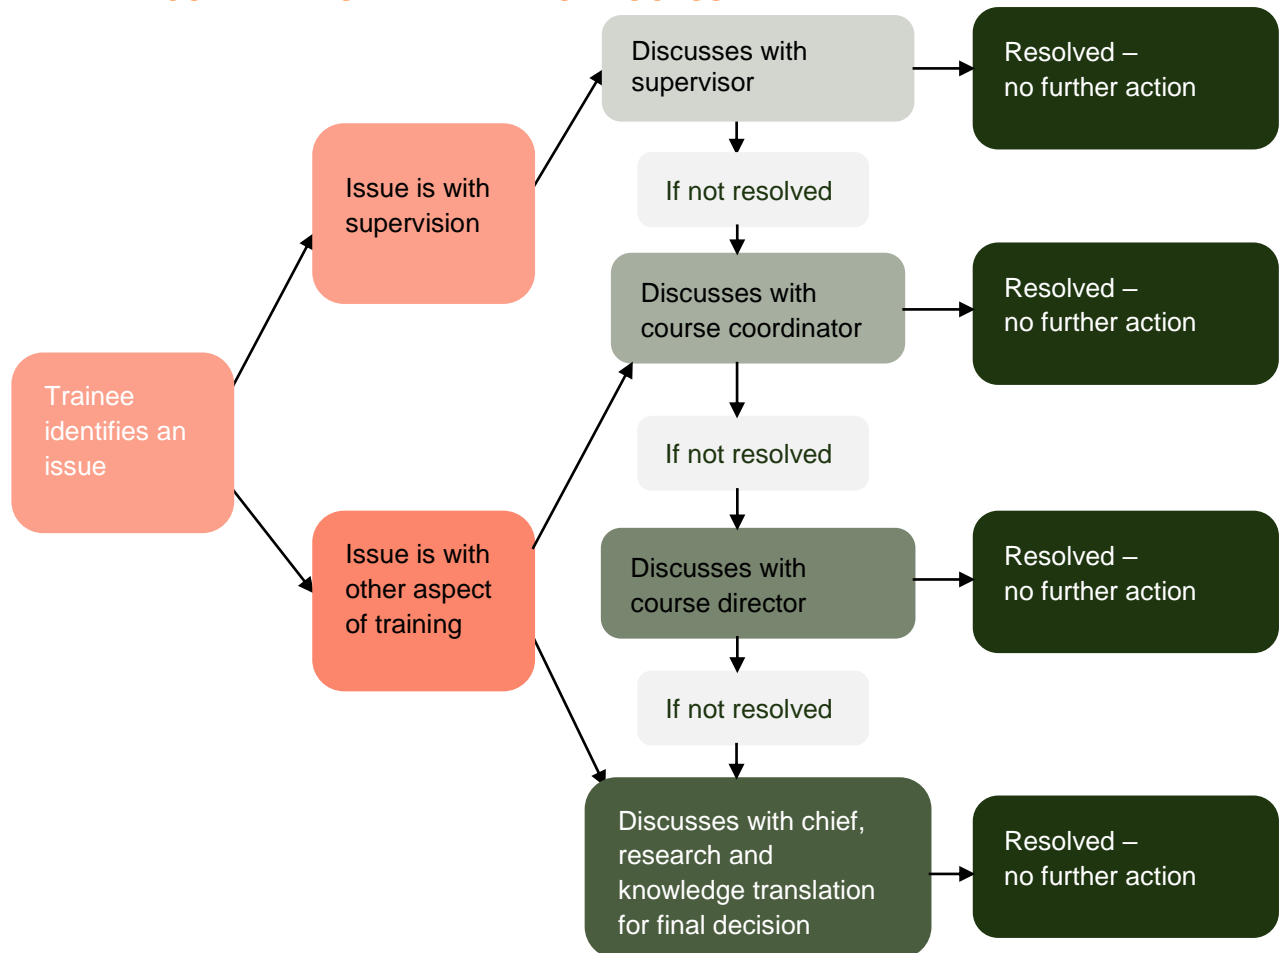 Discusses with
supervisor
Resolved –
no further action
Issue is with
supervision
If not resolved
Discusses with
course coordinator
Resolved –
no further action
Trainee
identifies an
issue
If not resolved
Issue is with
other aspect
of training
Discusses with
course director
Resolved –
no further action
If not resolved
Discusses with chief,
research and
knowledge translation
for final decision
Resolved –
no further action